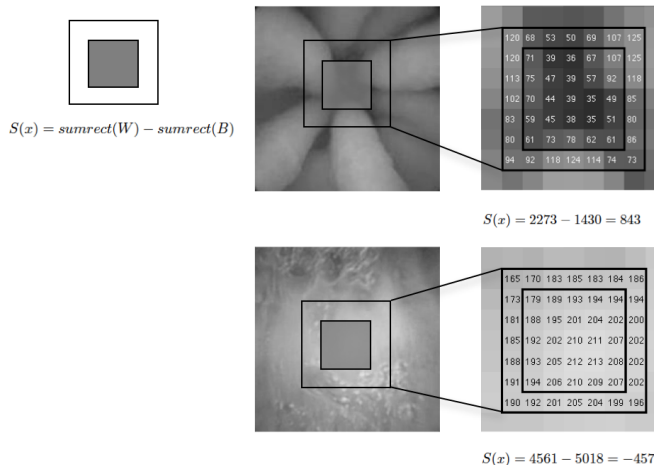 S(x) = sumrect(W) − sumrect(B)
120 68 53 50 69 107 125
120 71 39 36 67 107 125
113 75 47 39 57 92 118
102 70 44 39 35 49 85
83 59 45 38 35 51 80
80 61 73 78 62 61 86
94 92 118 124 114 74 73
S(x) = 2273 − 1430 = 843
165 170 183 185 183 184 186
173 179 189 193 194 194 194
181 188 195 201 204 202 200
185 192 202 210 211 207 202
188 193 205 212 213 208 202
191 194 206 210 209 207 202
190 192 201 205 204 199 196
S(x) = 4561 − 5018 = −457